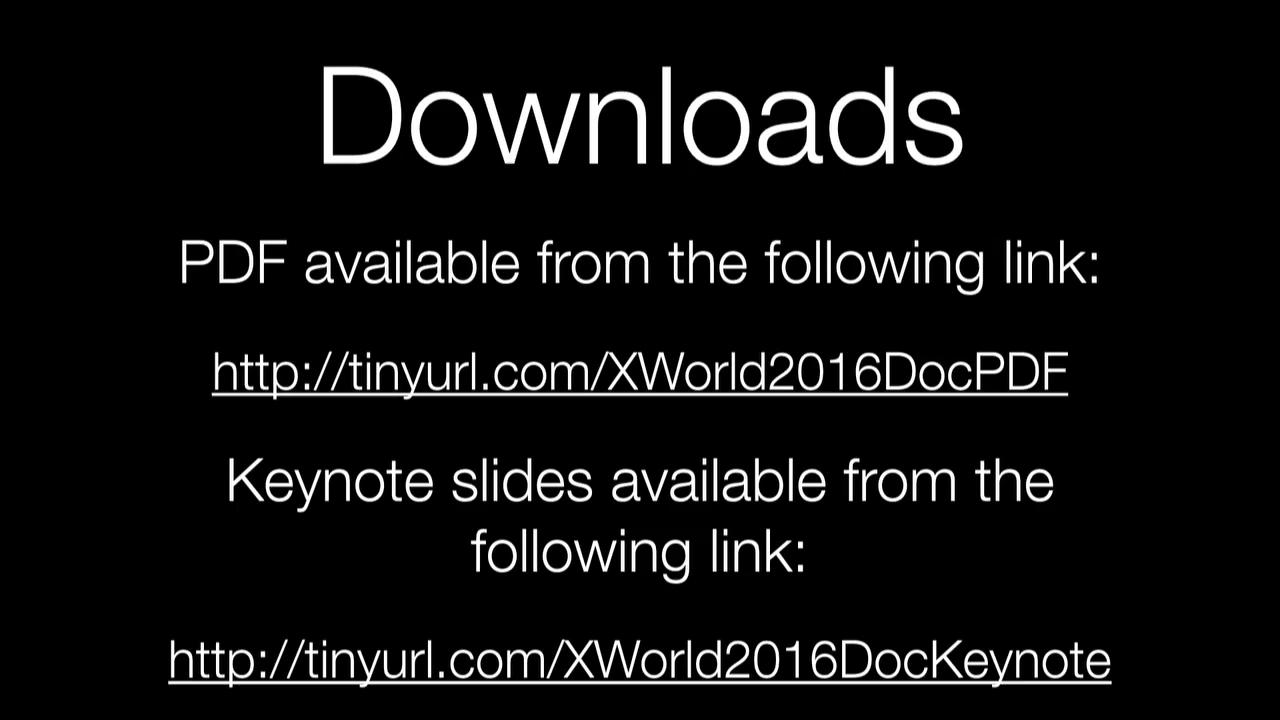 Downloads
PDF available from the following link:
http://tinyurl.com/XWorld2016DocPDF
Keynote slides available from the
following link:
http://tinyurl.com/XWorld2016DocKeynote